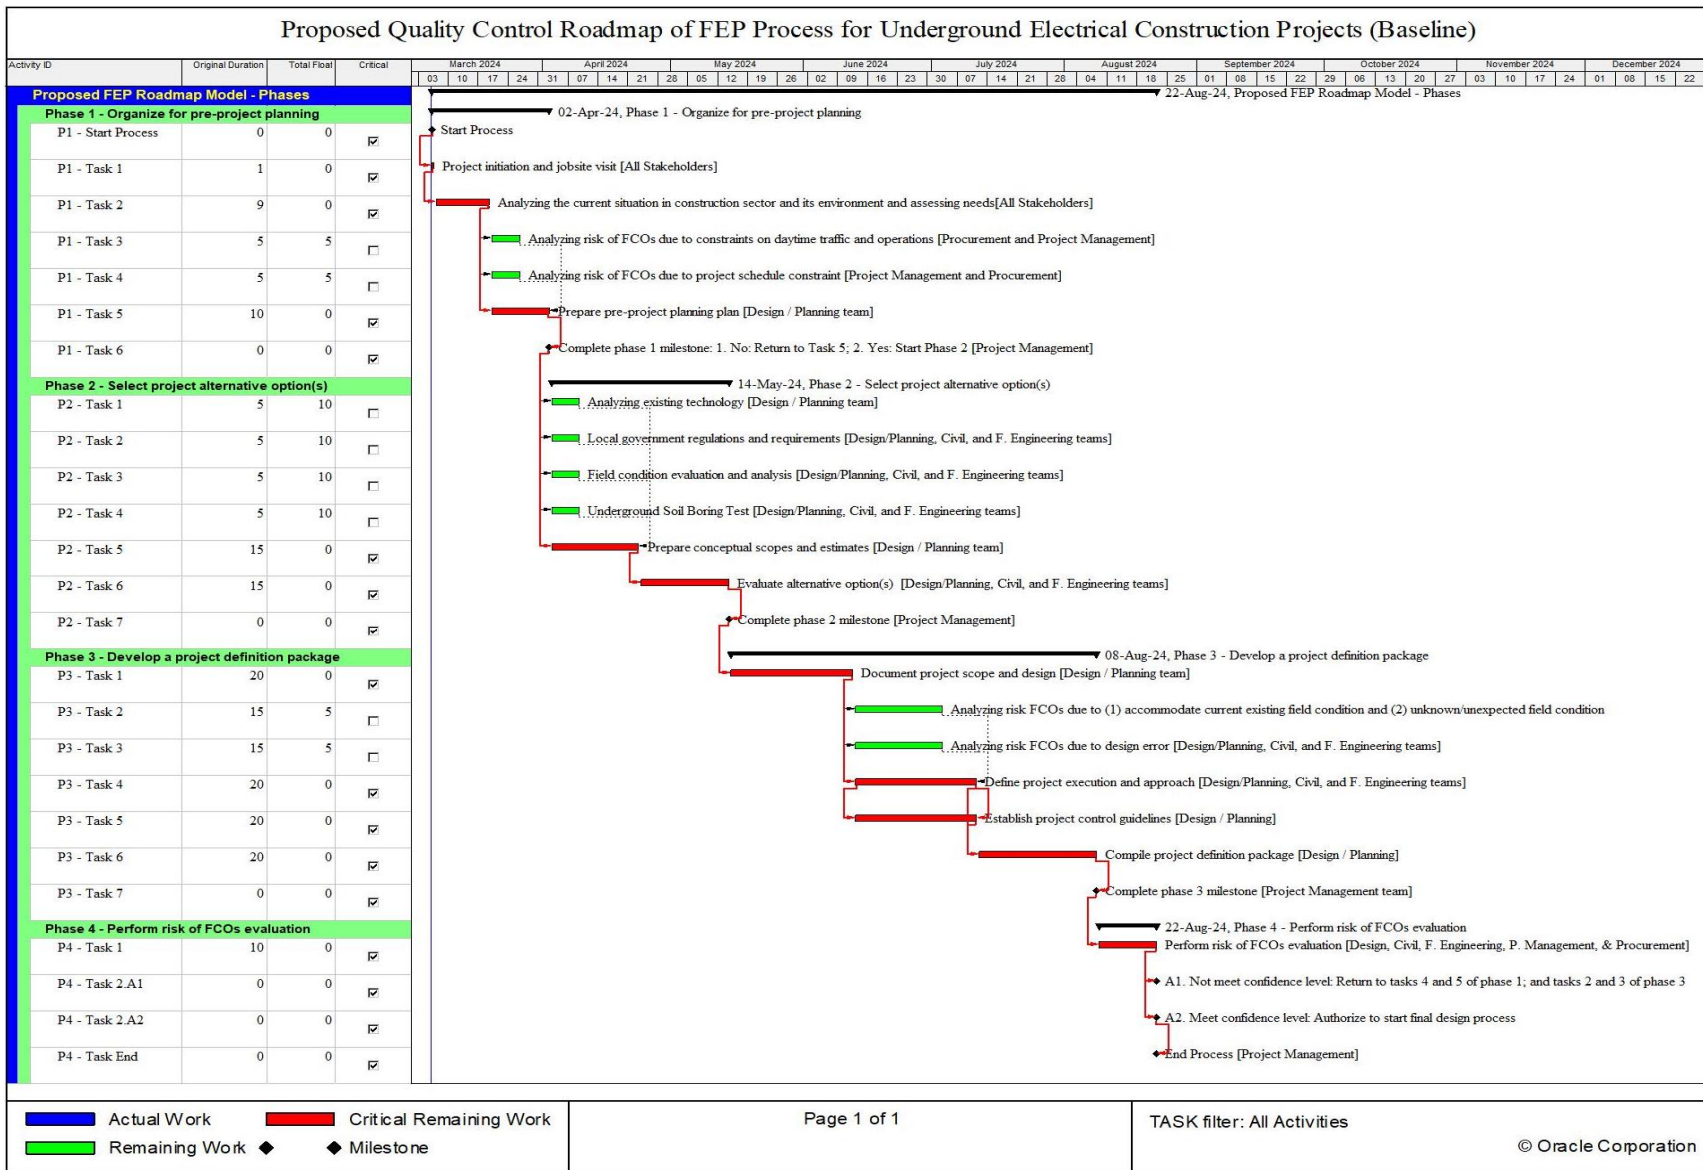 Proposed Quality Control Roadmap of FEP Process for Underground Electrical Construction Projects (Baseline)
Activity ID Original Duration Total Float Critical March 2024 April 2024 May 2024 June 2024 July 2024 August 2024 September 2024 October 2024 November 2024 December 2024
03 10 17 24 31 07 14 21 28 05 12 19 26 02 09 16 23 30 07 14 21 28 04 11 18 25 01 08 15 22 29 06 13 20 27 03 10 17 24 01 08 15 22
Proposed FEP Roadmap Model - Phases 22-Aug-24, Proposed FEP Roadmap Model - Phases
Phase 1 - Organize for pre-project planning 02-Apr-24, Phase 1 - Organize for pre-project planning
P1 - Start Process 0 0 Start Process
P1 - Task 1 1 0 Project initiation and jobsite visit [All Stakeholders]
P1 - Task 2 9 0 Analyzing the current situation in construction sector and its environment and assessing needs[All Stakeholders]
P1 - Task 3 5 5 Analyzing risk of FCOs due to constraints on daytime traffic and operations [Procurement and Project Management]
P1 - Task 4 5 5 Analyzing risk of FCOs due to project schedule constraint [Project Management and Procurement]
P1 - Task 5 10 0 Prepare pre-project planning plan [Design / Planning team]
P1 - Task 6 0 0 Complete phase 1 milestone: 1. No: Return to Task 5; 2. Yes: Start Phase 2 [Project Management]
Phase 2 - Select project alternative option(s) 14-May-24, Phase 2 - Select project alternative option(s)
P2 - Task 1 5 10 Analyzing existing technology [Design / Planning team]
P2 - Task 2 5 10 Local government regulations and requirements [Design/Planning, Civil, and F. Engineering teams]
P2 - Task 3 5 10 Field condition evaluation and analysis [Design/Planning, Civil, and F. Engineering teams]
P2 - Task 4 5 10 Underground Soil Boring Test [Design/Planning, Civil, and F. Engineering teams]
P2 - Task 5 15 0 Prepare conceptual scopes and estimates [Design / Planning team]
P2 - Task 6 15 0 Evaluate alternative option(s) [Design/Planning, Civil, and F. Engineering teams]
P2 - Task 7 0 0 Complete phase 2 milestone [Project Management]
Phase 3 - Develop a project definition package 08-Aug-24, Phase 3 - Develop a project definition package
P3 - Task 1 20 0 Document project scope and design [Design / Planning team]
P3 - Task 2 15 5 Analyzing risk FCOs due to (1) accommodate current existing field condition and (2) unknown/unexpected field condition
P3 - Task 3 15 5 Analyzing risk FCOs due to design error [Design/Planning, Civil, and F. Engineering teams]
P3 - Task 4 20 0 Define project execution and approach [Design/Planning, Civil, and F. Engineering teams]
P3 - Task 5 20 0 Establish project control guidelines [Design / Planning]
P3 - Task 6 20 0 Compile project definition package [Design / Planning]
P3 - Task 7 0 0 Complete phase 3 milestone [Project Management team]
Phase 4 - Perform risk of FCOs evaluation 22-Aug-24, Phase 4 - Perform risk of FCOs evaluation
P4 - Task 1 10 0 Perform risk of FCOs evaluation [Design, Civil, F. Engineering, P. Management, & Procurement]
P4 - Task 2.A1 0 0 A1. Not meet confidence level: Return to tasks 4 and 5 of phase 1; and tasks 2 and 3 of phase 3
P4 - Task 2.A2 0 0 A2. Meet confidence level: Authorize to start final design process
P4 - Task End 0 0 End Process [Project Management]
Actual Work Critical Remaining Work Page 1 of 1 TASK filter: All Activities
Remaining Work Milestone © Oracle Corporation